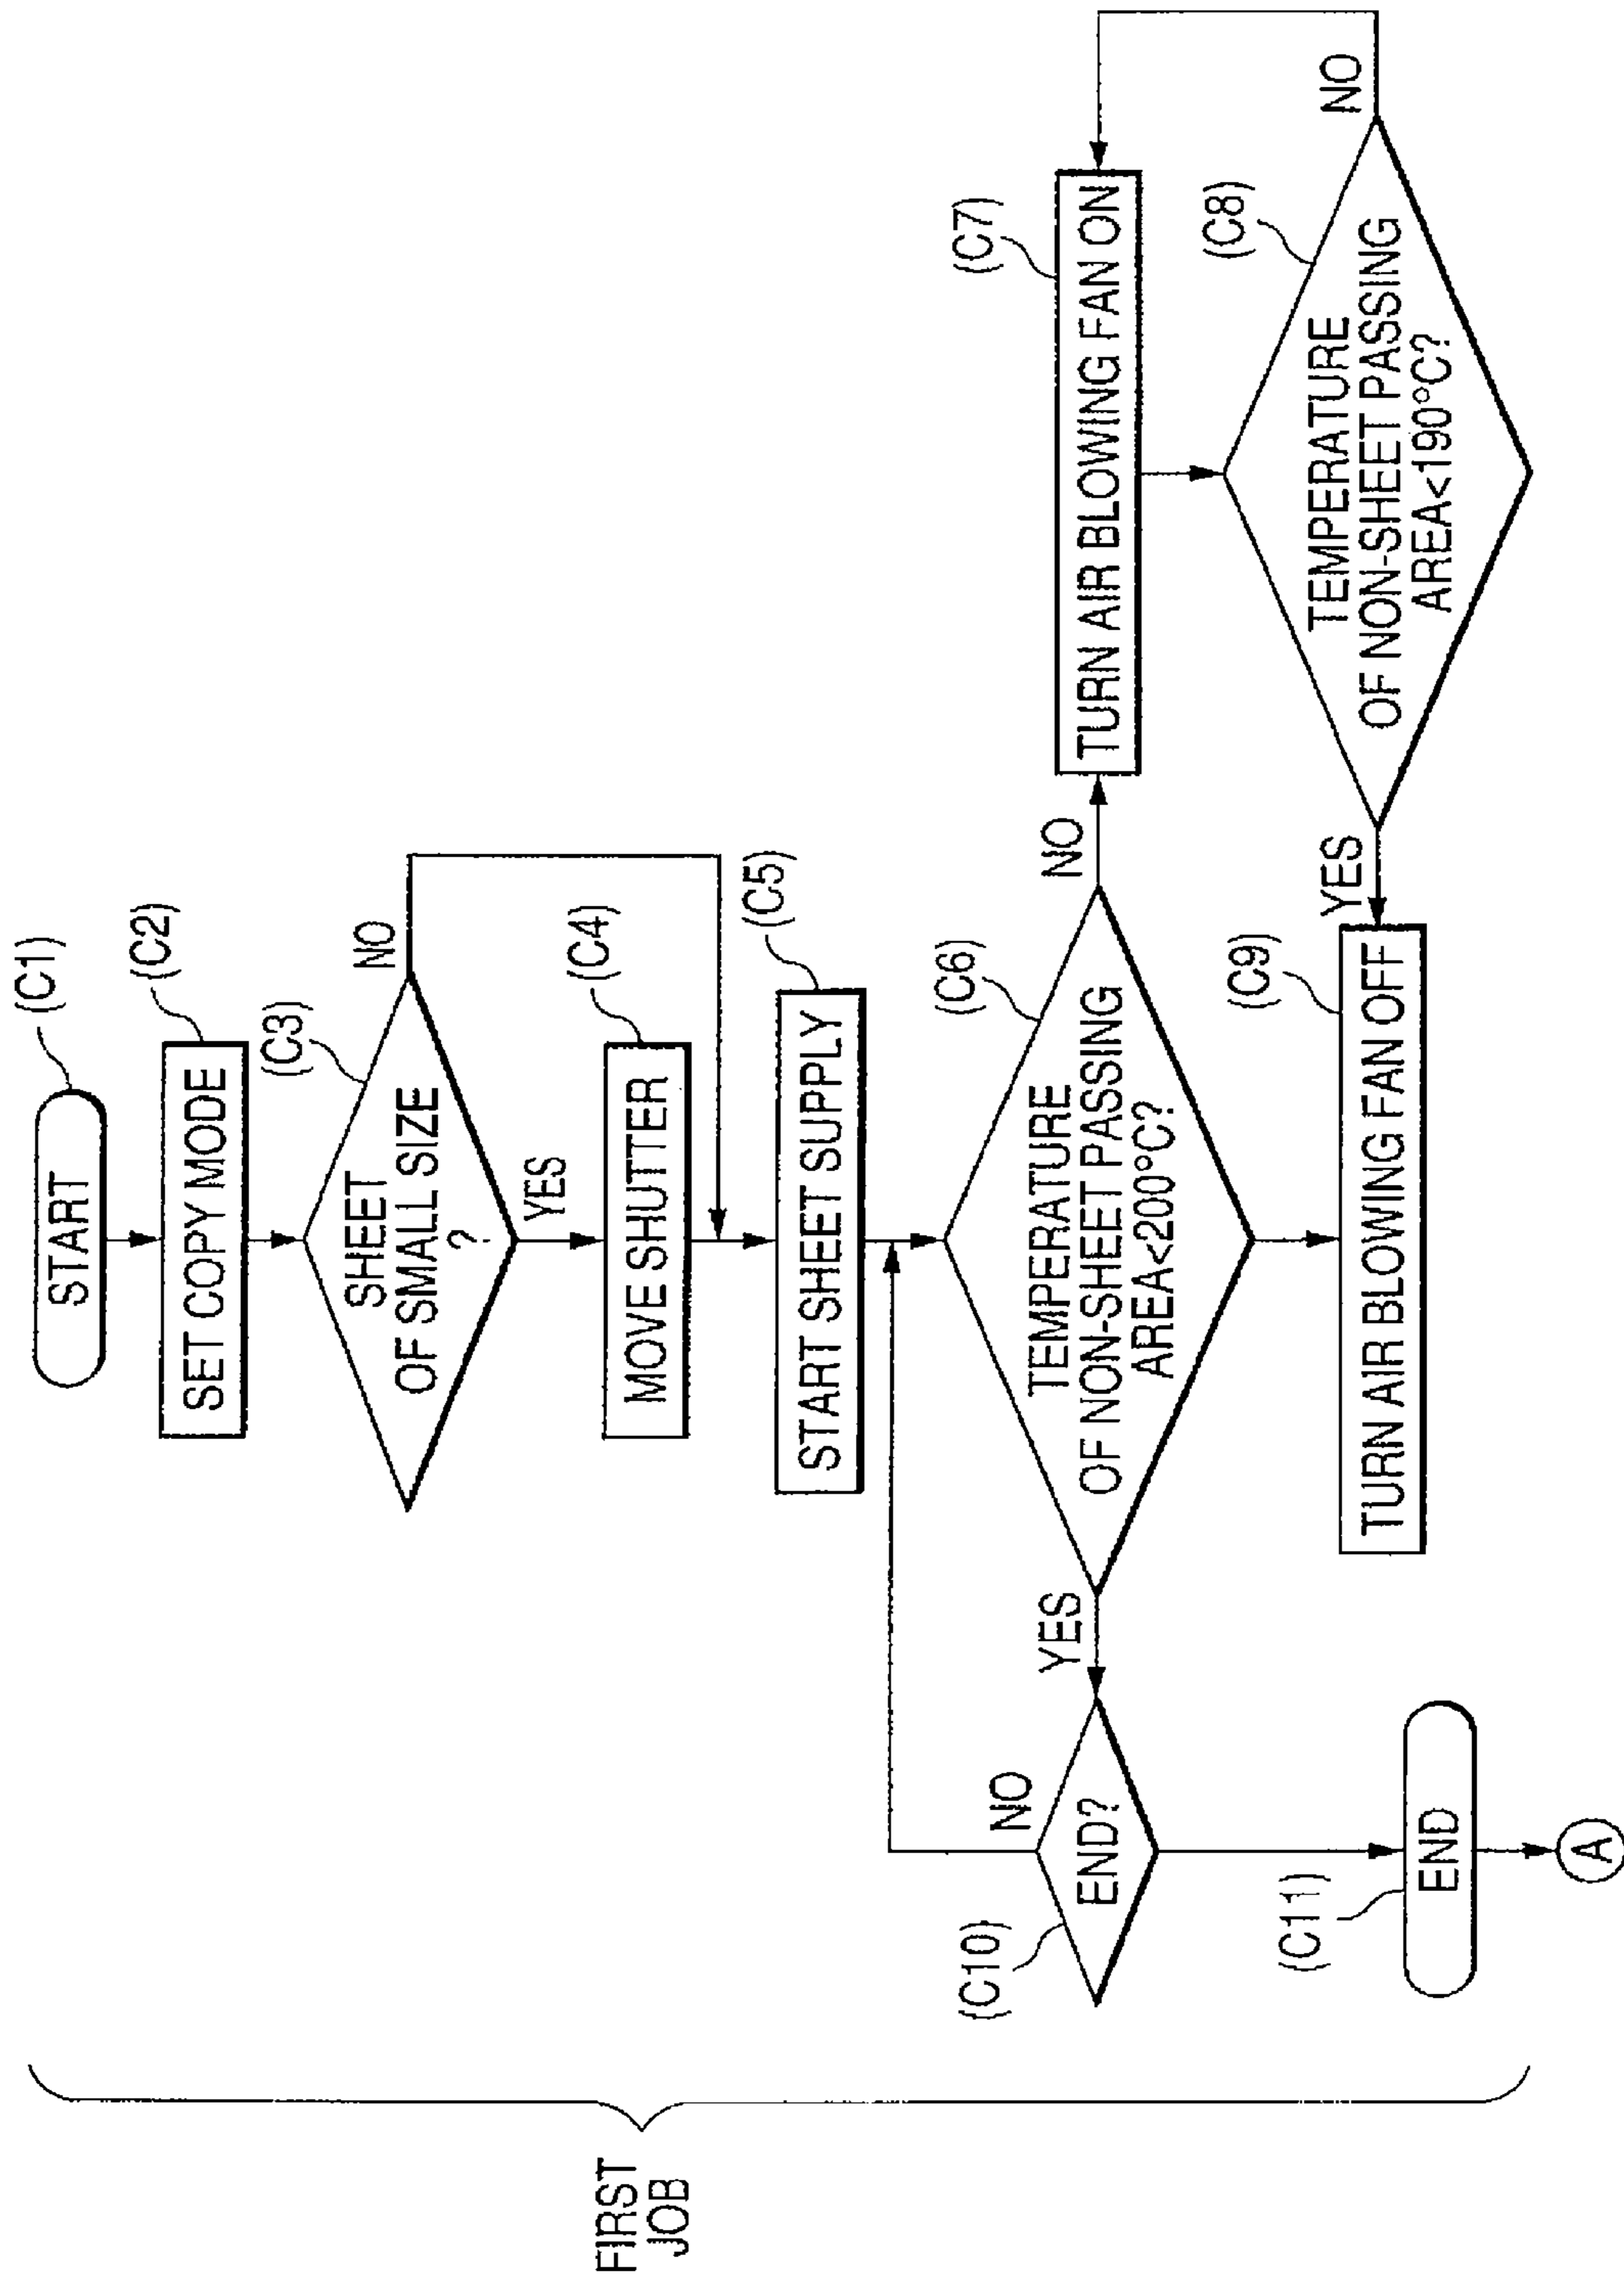 START
(C1)
SET COPY MODE
(C2)
SHEET
OF SMALL SIZE
?
(C3)
NO
YES
MOVE SHUTTER
(C4)
START SHEET SUPPLY
(C5)
TEMPERATURE
OF NON-SHEET PASSING
AREA<200°C?
(C6)
NO
YES
TURN AIR BLOWING FAN ON
(C7)
TEMPERATURE
OF NON-SHEET PASSING
AREA<190°C?
(C8)
NO
YES
TURN AIR BLOWING FAN OFF
(C9)
END?
(C10)
NO
END
(C11)
A
FIRST
JOB